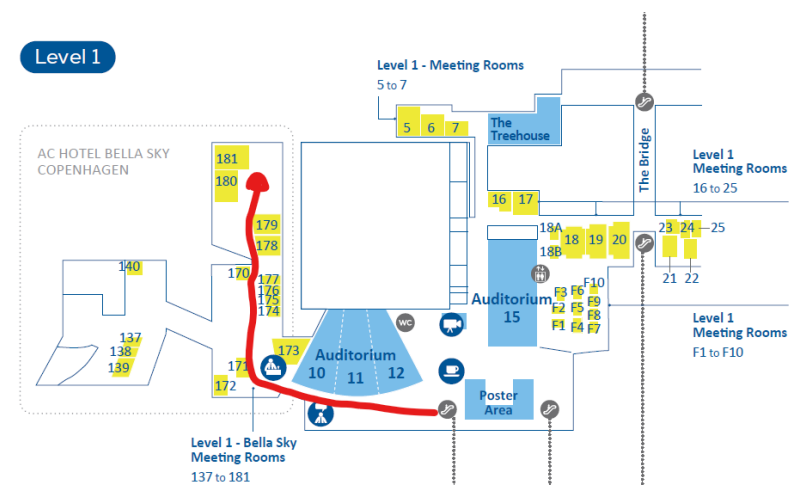 Level 1
Level 1 - Meeting Rooms
5 to 7
5
6
7
The
Treehouse
The Bridge
Level 1
Meeting Rooms
16 to 25
AC HOTEL BELLA SKY
COPENHAGEN
181
180
179
178
170
177
176
175
174
173
171
172
140
137
138
139
16
17
18A
18
19
20
18B
23
24
25
21
22
F3
F6
F10
F2
F5
F9
F8
F1
F4
F7
Auditorium
15
WC
Auditorium
10
11
12
Poster
Area
Level 1
Meeting Rooms
F1 to F10
Level 1 - Bella Sky
Meeting Rooms
137 to 181